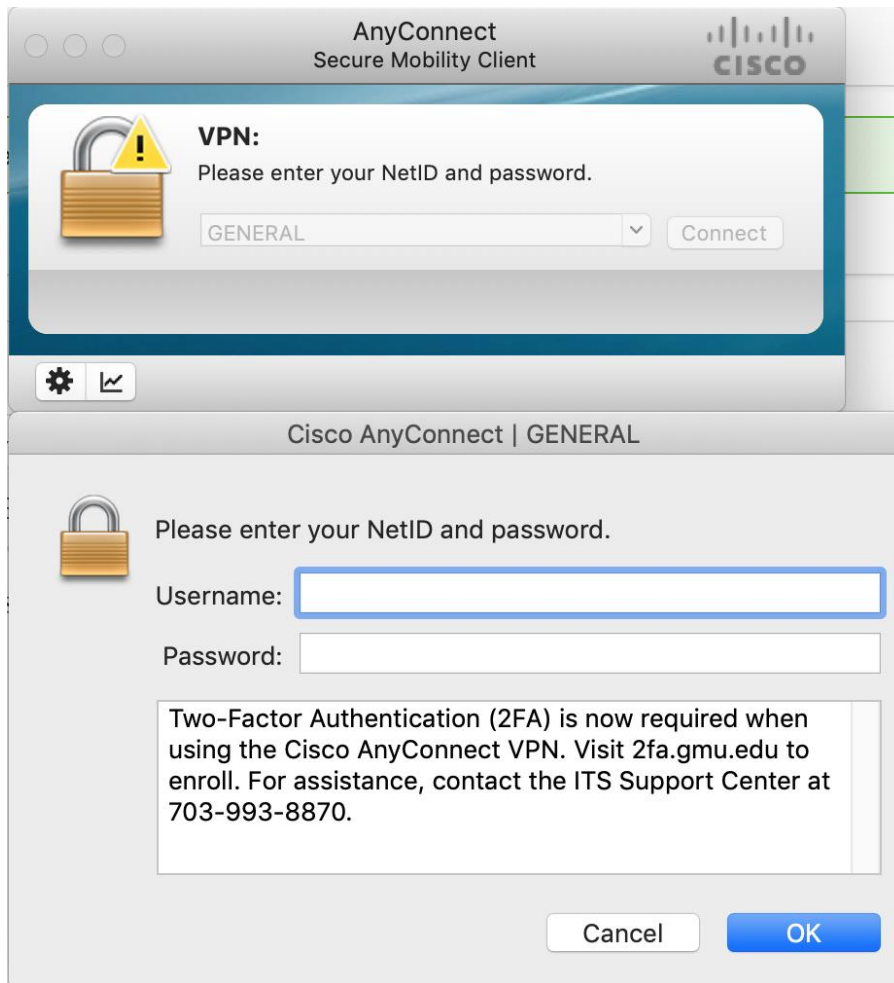 AnyConnect
Secure Mobility Client
CISCO
VPN:
Please enter your NetID and password.
GENERAL
Connect
Cisco AnyConnect | GENERAL
Please enter your NetID and password.
Username:
Password:
Two-Factor Authentication (2FA) is now required when
using the Cisco AnyConnect VPN. Visit 2fa.gmu.edu to
enroll. For assistance, contact the ITS Support Center at
703-993-8870.
Cancel
OK